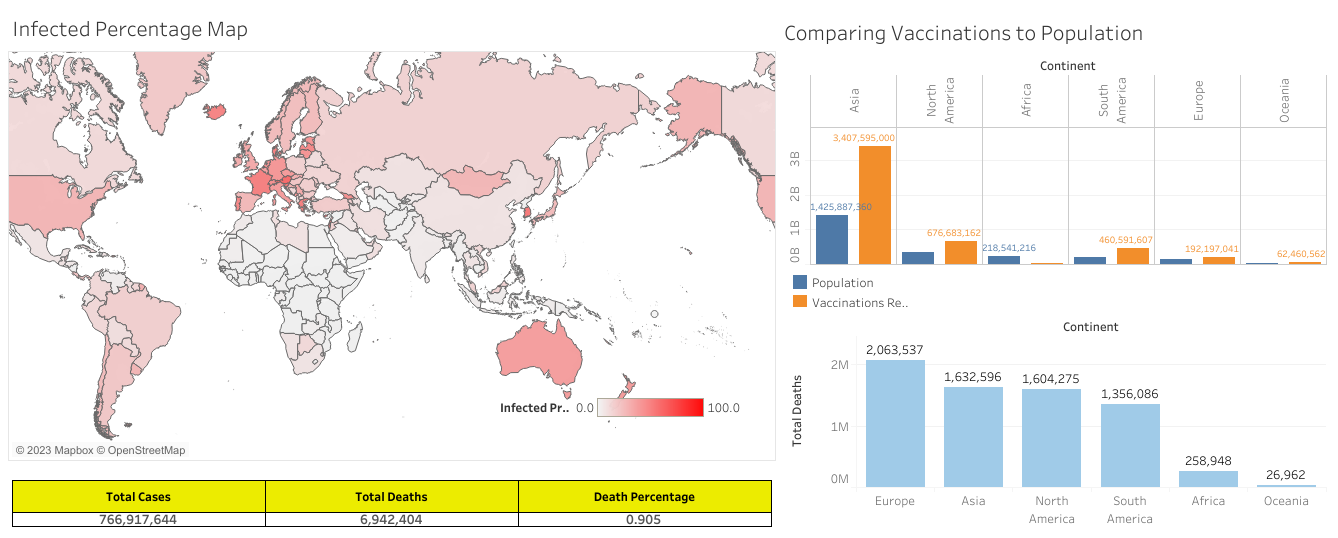 Infected Percentage Map
Infected Pr..
0.0
100.0
© 2023 Mapbox © OpenStreetMap
Total Cases
Total Deaths
Death Percentage
766,917,644
6,942,404
0.905
Comparing Vaccinations to Population
Continent
Asia
North
America
Africa
South
America
Europe
Oceania
3B
2B
1B
0B
1,425,887,360
3,407,595,000
676,683,162
218,541,216
460,591,607
192,197,041
62,460,562
Population
Vaccinations Re..
Continent
Total Deaths
2M
1M
0M
2,063,537
1,632,596
1,604,275
1,356,086
258,948
26,962
Europe
Asia
North
America
South
America
Africa
Oceania